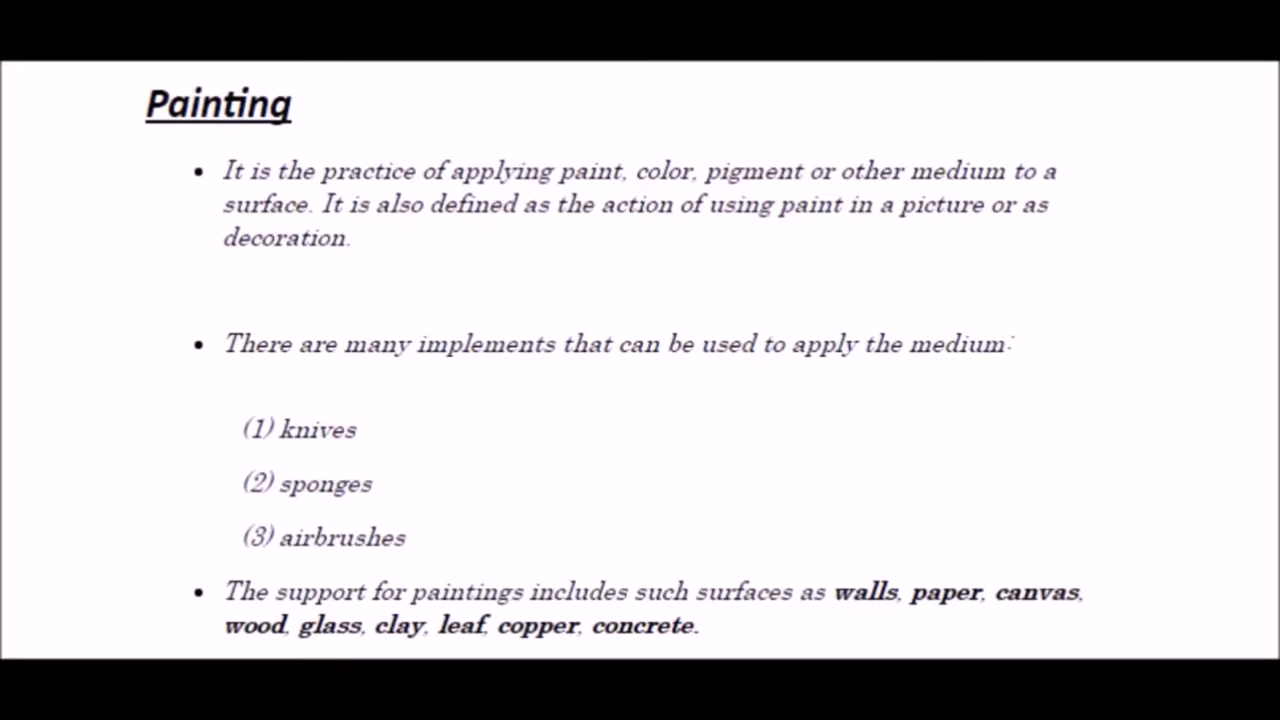 Painting
• It is the practice of applying paint, color, pigment or other medium to a
surface. It is also defined as the action of using paint in a picture or as
decoration.
• There are many implements that can be used to apply the medium:
(1) knives
(2) sponges
(3) airbrushes
• The support for paintings includes such surfaces as walls, paper, canvas,
wood, glass, clay, leaf, copper, concrete.